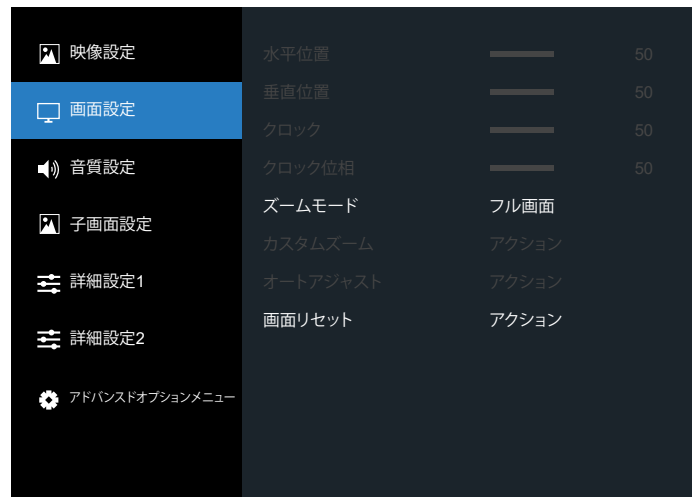 映像設定
画面設定
音質設定
子画面設定
詳細設定1
詳細設定2
アドバンスドオプションメニュー
水平位置 50
垂直位置 50
クロック 50
クロック位相 50
ズームモード フル画面
カスタムズーム アクション
オートアジャスト アクション
画面リセット アクション